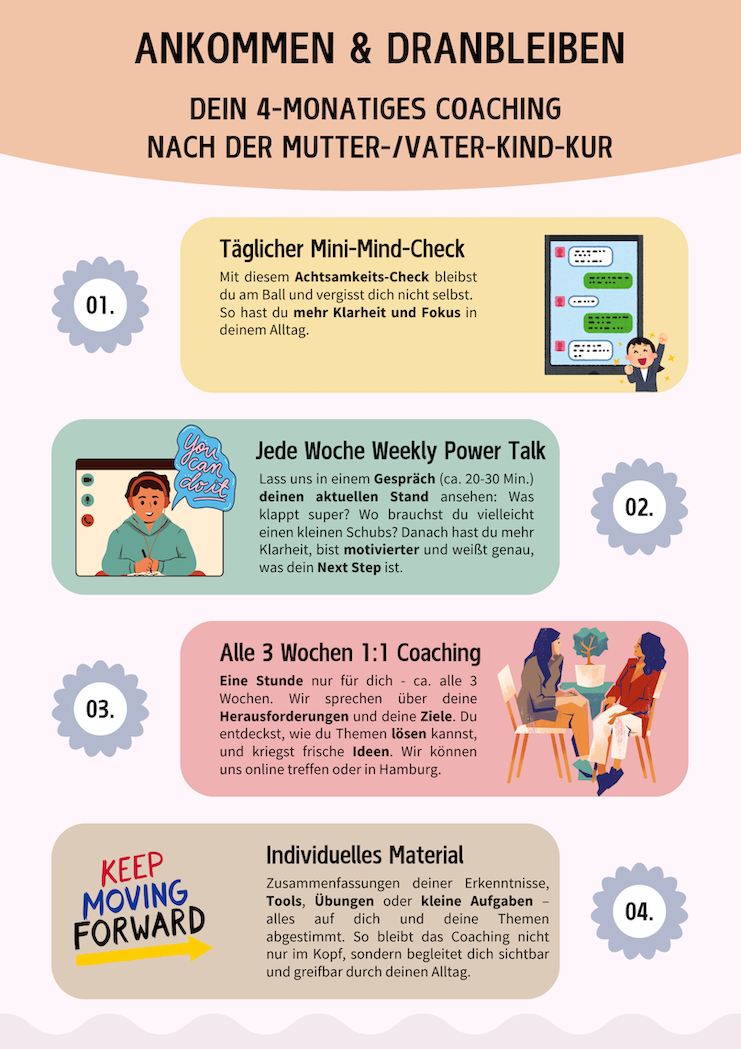 ANKOMMEN & DRANBLEIBEN
DEIN 4-MONATIGES COACHING
NACH DER MUTTER-/VATER-KIND-KUR
01.
Täglicher Mini-Mind-Check
Mit diesem Achtsamkeits-Check bleibst
du am Ball und vergisst dich nicht selbst.
So hast du mehr Klarheit und Fokus in
deinem Alltag.
You
can
do it
Jede Woche Weekly Power Talk
Lass uns in einem Gespräch (ca. 20-30 Min.)
deinen aktuellen Stand ansehen: Was
klappt super? Wo brauchst du vielleicht
einen kleinen Schubs? Danach hast du mehr
Klarheit, bist motivierter und weißt genau,
was dein Next Step ist.
02.
03.
Alle 3 Wochen 1:1 Coaching
Eine Stunde nur für dich - ca. alle 3
Wochen. Wir sprechen über deine
Herausforderungen und deine Ziele. Du
entdeckst, wie du Themen lösen kannst,
und kriegst frische Ideen. Wir können
uns online treffen oder in Hamburg.
KEEP
MOVING
FORWARD
Individuelles Material
Zusammenfassungen deiner Erkenntnisse,
Tools, Übungen oder kleine Aufgaben –
alles auf dich und deine Themen
abgestimmt. So bleibt das Coaching nicht
nur im Kopf, sondern begleitet dich sichtbar
und greifbar durch deinen Alltag.
04.